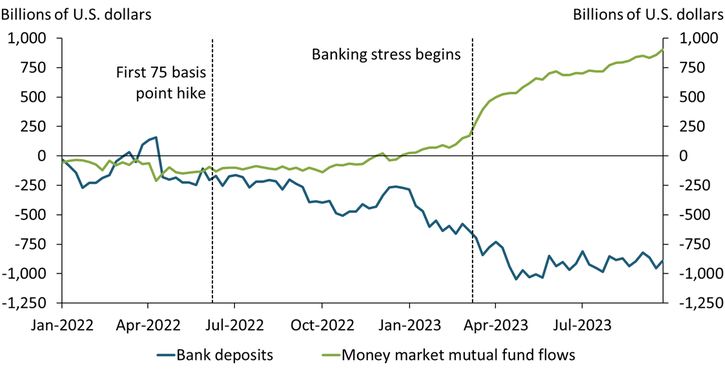 Billions of U.S. dollars Billions of U.S. dollars
1,000 1,000
Banking stress begins
750 750
First 75 basis
point hike
500 500
250 250
0 0
-250 -250
-500 -500
-750 -750
-1,000 -1,000
-1,250 -1,250
Jan-2022 Apr-2022 Jul-2022 Oct-2022 Jan-2023 Apr-2023 Jul-2023
Bank deposits Money market mutual fund flows